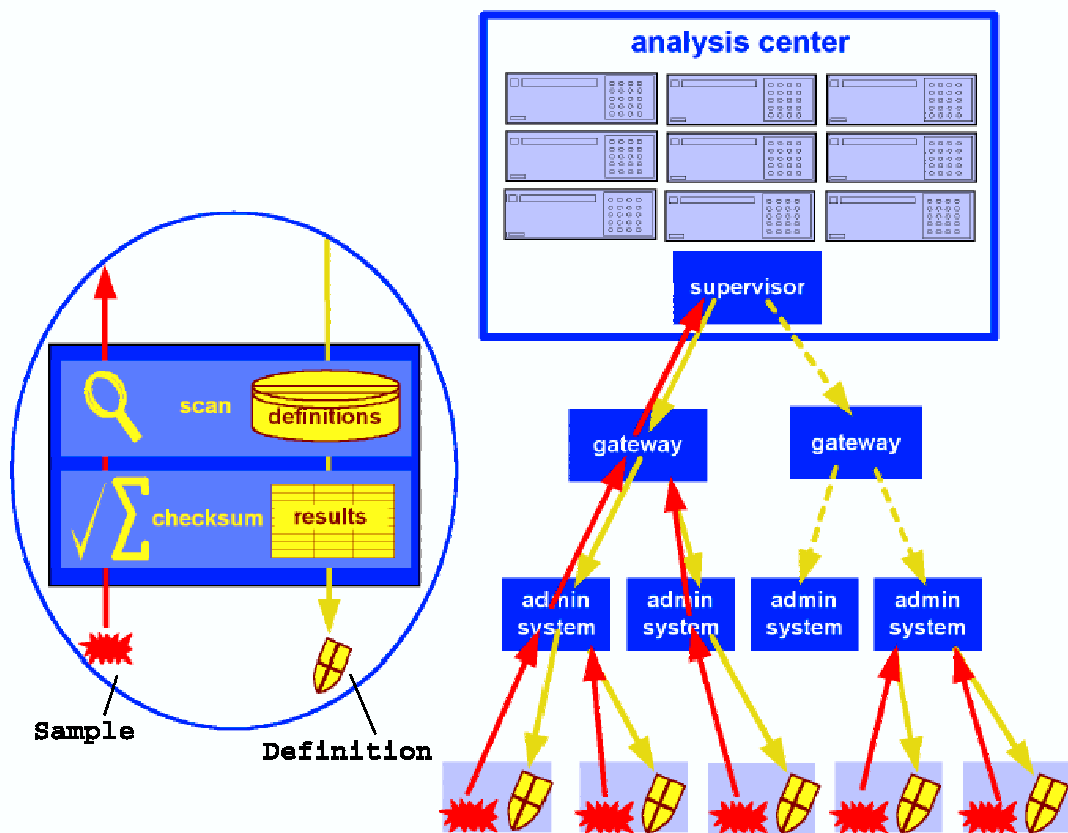 analysis center
supervisor
gateway
gateway
admin
system
admin
system
admin
system
admin
system
scan
definitions
checksum
results
Sample
Definition